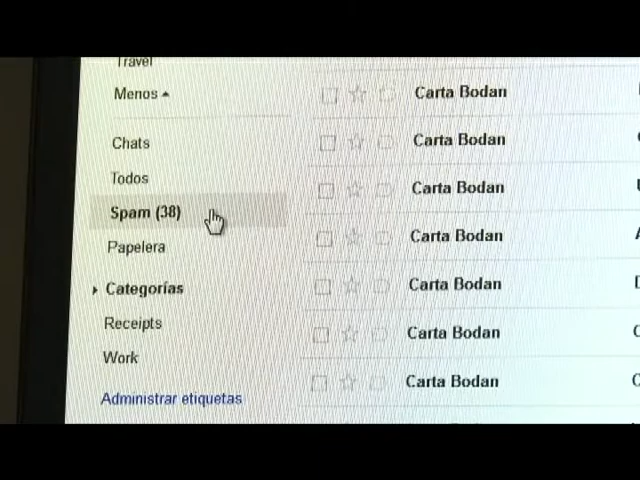 Travel
Menos
Chats
Todos
Spam (38)
Papelera
Categorías
Receipts
Work
Administrar etiquetas
Carta Bodan
Carta Bodan
Carta Bodan
Carta Bodan
Carta Bodan
Carta Bodan
Carta Bodan